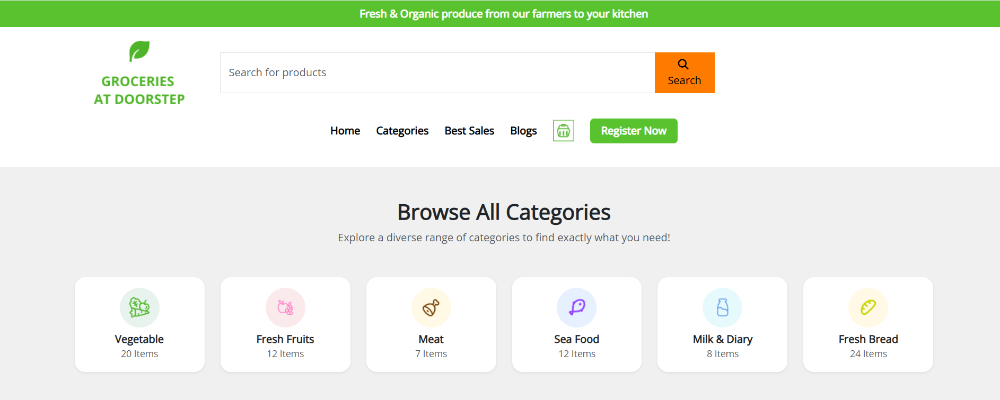 Fresh & Organic produce from our farmers to your kitchen
GROCERIES
AT DOORSTEP
Search for products
Search
Home Categories Best Sales Blogs Register Now
Browse All Categories
Explore a diverse range of categories to find exactly what you need!
Vegetable
20 Items
Fresh Fruits
12 Items
Meat
7 Items
Sea Food
12 Items
Milk & Diary
8 Items
Fresh Bread
24 Items